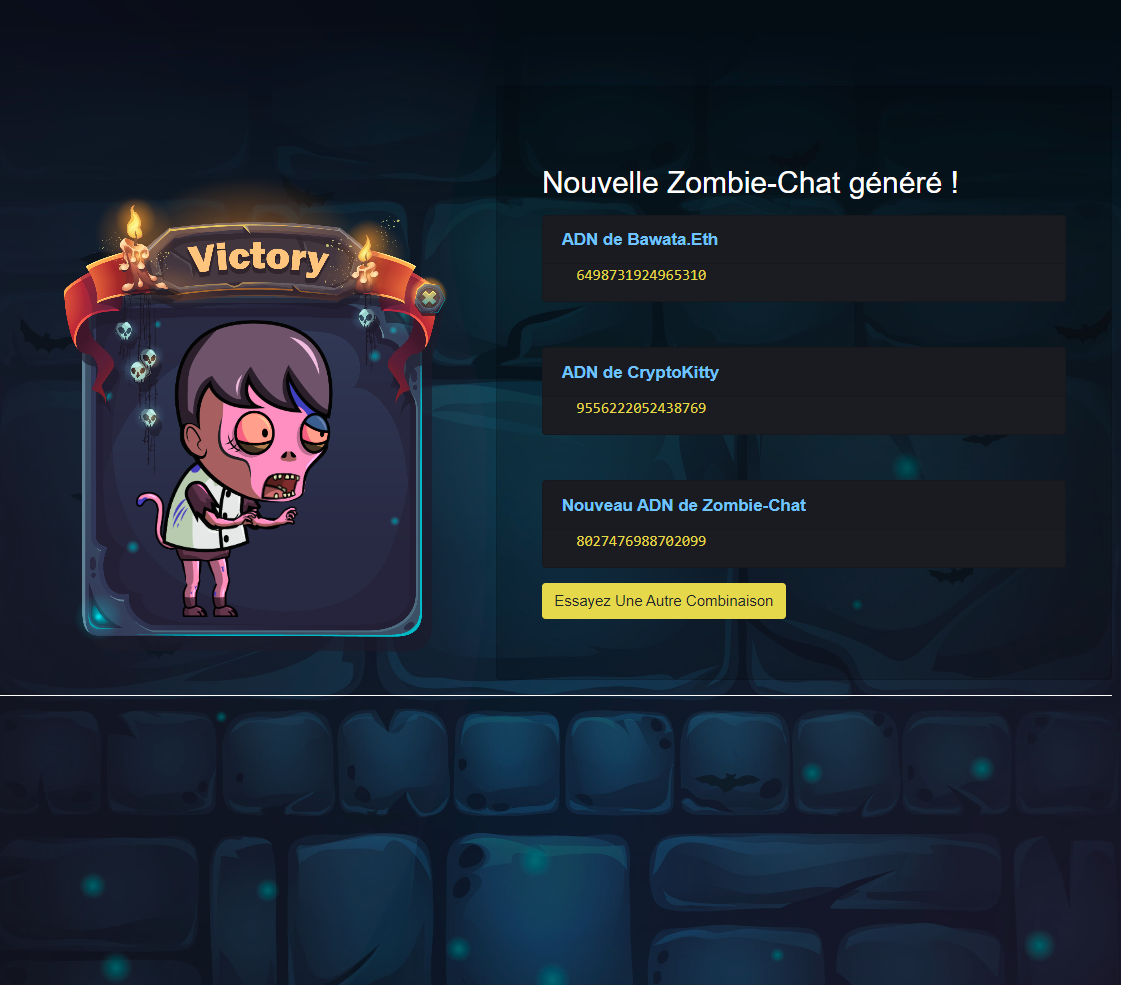 Victory
Nouvelle Zombie-Chat généré !
ADN de Bawata.Eth
6498731924965310
ADN de CryptoKitty
9556222052438769
Nouveau ADN de Zombie-Chat
8027476988702099
Essayez Une Autre Combinaison